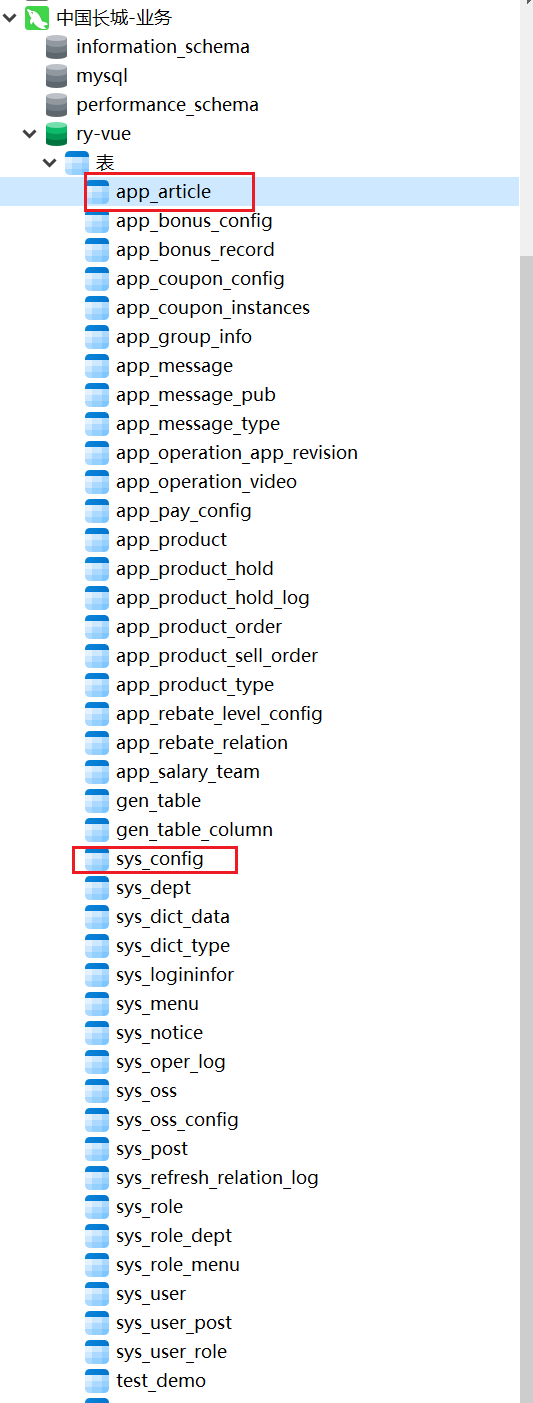 中国长城-业务
information_schema
mysql
performance_schema
ry-vue
表
app_article
app_bonus_config
app_bonus_record
app_coupon_config
app_coupon_instances
app_group_info
app_message
app_message_pub
app_message_type
app_operation_app_revision
app_operation_video
app_pay_config
app_product
app_product_hold
app_product_hold_log
app_product_order
app_product_sell_order
app_product_type
app_rebate_level_config
app_rebate_relation
app_salary_team
gen_table
gen_table_column
sys_config
sys_dept
sys_dict_data
sys_dict_type
sys_logininfor
sys_menu
sys_notice
sys_oper_log
sys_oss
sys_oss_config
sys_post
sys_refresh_relation_log
sys_role
sys_role_dept
sys_role_menu
sys_user
sys_user_post
sys_user_role
test_demo